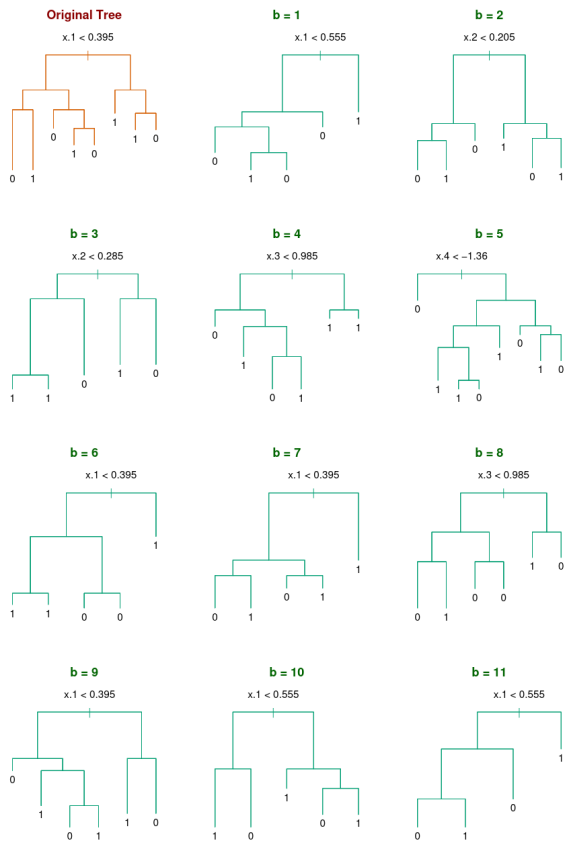 Original Tree
x.1 < 0.395
0 1 0 1 0 1 1 0
b = 1
x.1 < 0.555
0 1 0 0 1
b = 2
x.2 < 0.205
0 1 0 1 0 1
b = 3
x.2 < 0.285
1 1 0 1 0
b = 4
x.3 < 0.985
0 1 0 1 1 1
b = 5
x.4 < −1.36
0 1 1 0 1 0 1 0
b = 6
x.1 < 0.395
1 1 0 0 1
b = 7
x.1 < 0.395
0 1 0 1 1
b = 8
x.3 < 0.985
0 1 0 0 1 0
b = 9
x.1 < 0.395
0 1 0 1 1 0
b = 10
x.1 < 0.555
1 0 1 0 1
b = 11
x.1 < 0.555
0 1 0 1